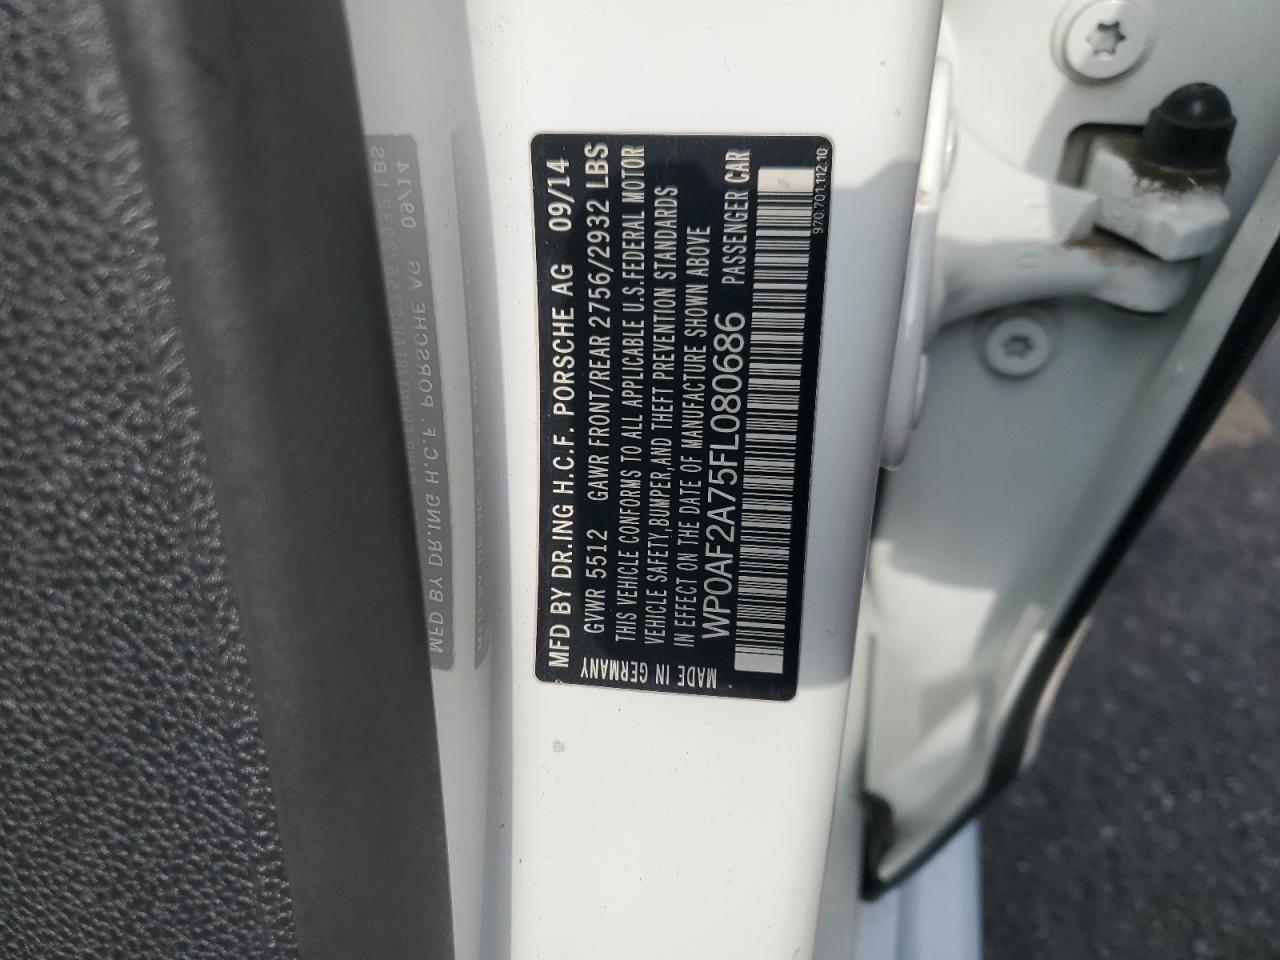 MFD BY DR.ING H.C.F. PORSCHE AG 09/14
GVWR 5512 GAWR FRONT/REAR 2756/2932 LBS
THIS VEHICLE CONFORMS TO ALL APPLICABLE U.S.FEDERAL MOTOR
VEHICLE SAFETY,BUMPER,AND THEFT PREVENTION STANDARDS
IN EFFECT ON THE DATE OF MANUFACTURE SHOWN ABOVE
WP0AF2A75FL080686 PASSENGER CAR
MADE IN GERMANY
970.701.112.10